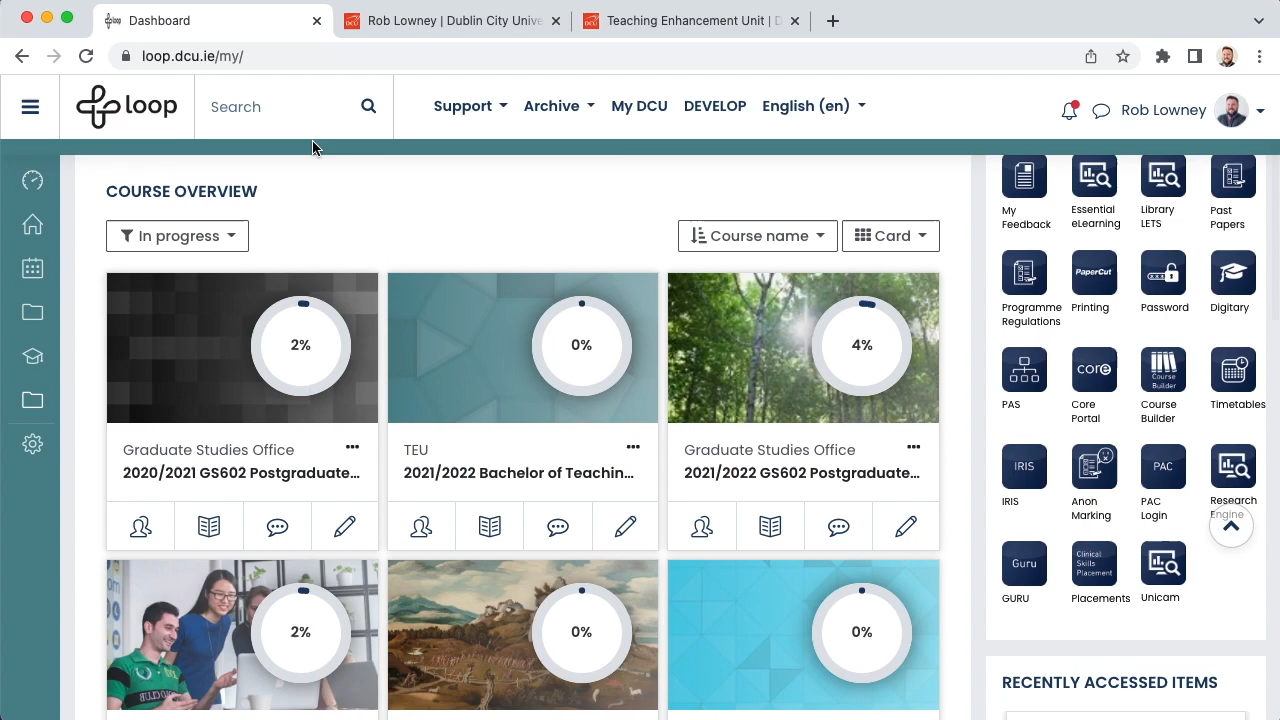 Dashboard
Rob Lowney | Dublin City Unive
Teaching Enhancement Unit | D
loop.dcu.ie/my/
loop
Search
Support
Archive
My DCU
DEVELOP
English (en)
Rob Lowney
COURSE OVERVIEW
In progress
Course name
Card
2%
0%
4%
Graduate Studies Office
2020/2021 GS602 Postgraduate...
TEU
2021/2022 Bachelor of Teachin...
Graduate Studies Office
2021/2022 GS602 Postgraduate...
2%
0%
0%
My
Feedback
Essential
eLearning
Library
LETS
Past
Papers
Programme
Regulations
PaperCut
Printing
Password
Digitary
PAS
core
Core
Portal
Course
Builder
Course
Builder
Timetables
IRIS
IRIS
Anon
Marking
PAC
PAC
Login
Research
Engine
Guru
GURU
Clinical
Skills
Placement
Placements
Unicam
RECENTLY ACCESSED ITEMS